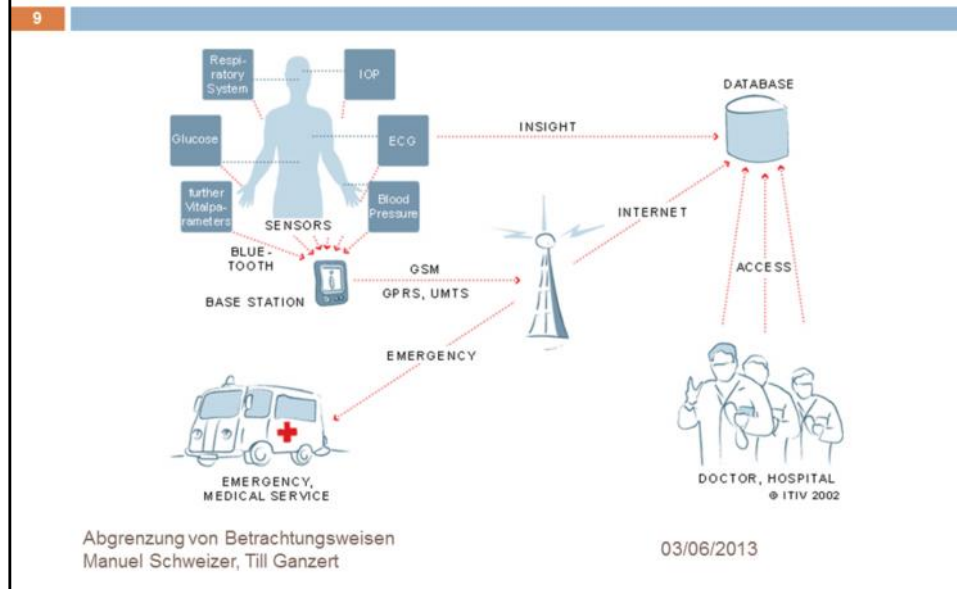 9
Respi-
ratory
System
IOP
DATABASE
Glucose
ECG
INSIGHT
further
Vitalpa-
rameters
Blood
Pressure
SENSORS
INTERNET
BLUE-
TOOTH
GSM
ACCESS
BASE STATION
GPRS, UMTS
EMERGENCY
EMERGENCY,
MEDICAL SERVICE
DOCTOR, HOSPITAL
© ITIV 2002
Abgrenzung von Betrachtungsweisen
Manuel Schweizer, Till Ganzert
03/06/2013